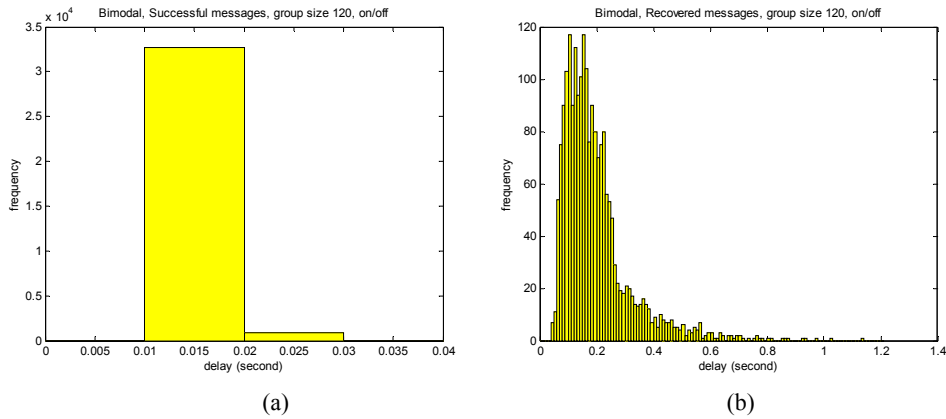 Bimodal, Successful messages, group size 120, on/off
x 10^4
3.5
3
2.5
2
1.5
1
0.5
0
frequency
0 0.005 0.01 0.015 0.02 0.025 0.03 0.035 0.04
delay (second)
(a)
Bimodal, Recovered messages, group size 120, on/off
120
100
80
60
40
20
0
frequency
0 0.2 0.4 0.6 0.8 1 1.2 1.4
delay (second)
(b)